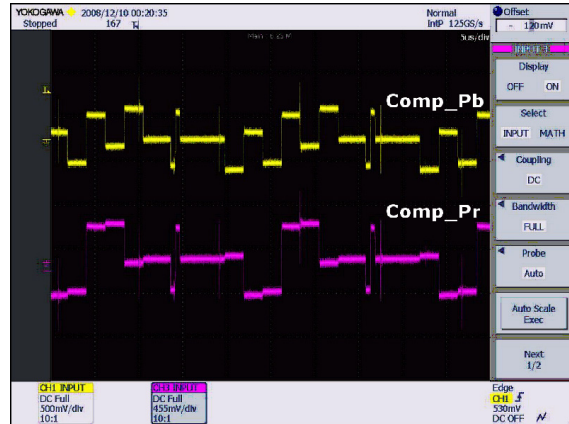 YOKOGAWA 2008/12/10 00:20:35
Stopped 167
Normal
IntP 125GS/s
5us/div
Comp_Pb
Comp_Pr
Offset
- 120mV
Display
OFF ON
Select
INPUT MATH
Coupling
DC
Bandwidth
FULL
Probe
Auto
Auto Scale
Exec
Next
1/2
CH1 INPUT
DC Full
500mV/div
10:1
CH3 INPUT
DC Full
455mV/div
10:1
Edge
CH1
530mV
DC OFF